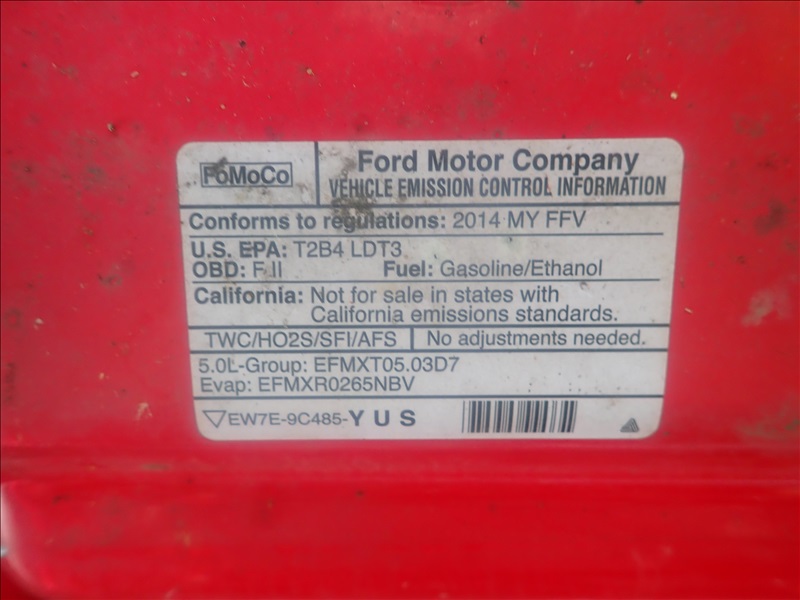 FoMoCo
Ford Motor Company
VEHICLE EMISSION CONTROL INFORMATION
Conforms to regulations: 2014 MY FFV
U.S. EPA: T2B4 LDT3
OBD: F II Fuel: Gasoline/Ethanol
California: Not for sale in states with
California emissions standards.
TWC/HO2S/SFI/AFS No adjustments needed.
5.0L-Group: EFMXT05.03D7
Evap: EFMXR0265NBV
EW7E-9C485-Y U S